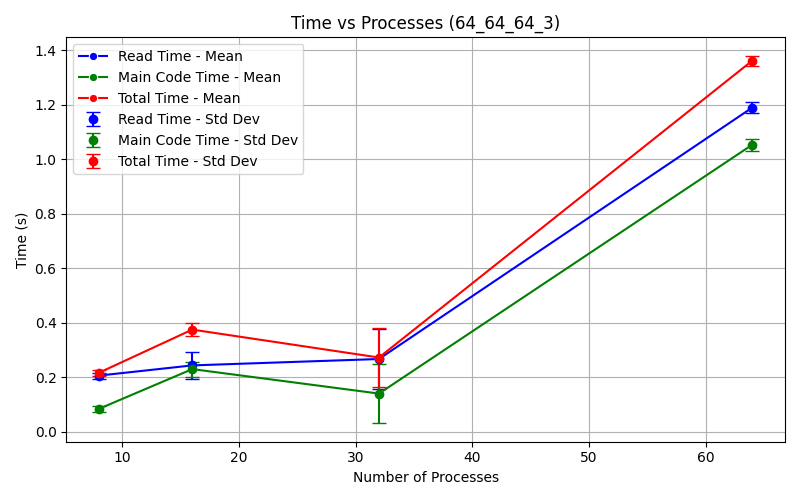 Time vs Processes (64_64_64_3)
Read Time - Mean
Main Code Time - Mean
Total Time - Mean
Read Time - Std Dev
Main Code Time - Std Dev
Total Time - Std Dev
Time (s)
1.4
1.2
1.0
0.8
0.6
0.4
0.2
0.0
10 20 30 40 50 60
Number of Processes